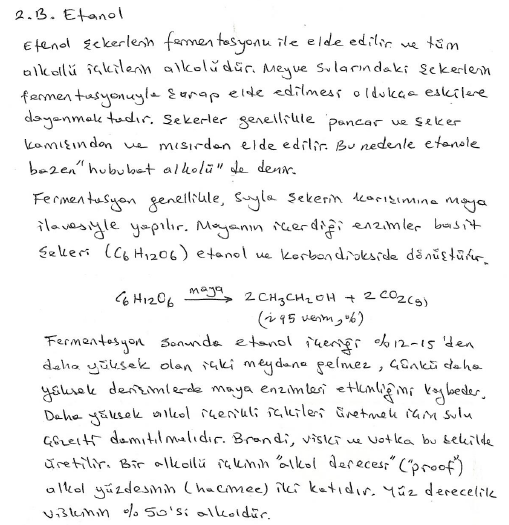 2.B. Etanol
Etanol şekerlerin fermentasyonu ile elde edilir ve tüm
alkollü içkilerin alkolüdür. Meyve sularındaki şekerlerin
fermentasyonuyla şarap elde edilmesi oldukça eskilere
dayanmaktadır. Şekerler genellikle pancar ve şeker
kamışından ve mısırdan elde edilir. Bu nedenle etanole
bazen "hububat alkolü" de denir.
Fermentasyon genellikle, suyla şekerin karışımına maya
ilavesiyle yapılır. Mayanın içerdiği enzimler basit
şekeri (C6H12O6) etanol ve karbondiokside dönüştürür.
C6H12O6 maya→ 2CH3CH2OH + 2CO2(g)
(~95 verim, %)
Fermentasyon sonunda etanol içeriği %12-15'den
daha yüksek olan içki meydana gelmez, çünkü daha
yüksek derişimlerde maya enzimleri etkinliğini kaybeder.
Daha yüksek alkol içerikli içkileri üretmek için sulu
çözelti damıtılmalıdır. Brandi, viski ve votka bu şekilde
üretilir. Bir alkollü içkinin "alkol derecesi" ("proof")
alkol yüzdesinin (hacimce) iki katıdır. Yüz derecelik
viskinin %50'si alkoldür.